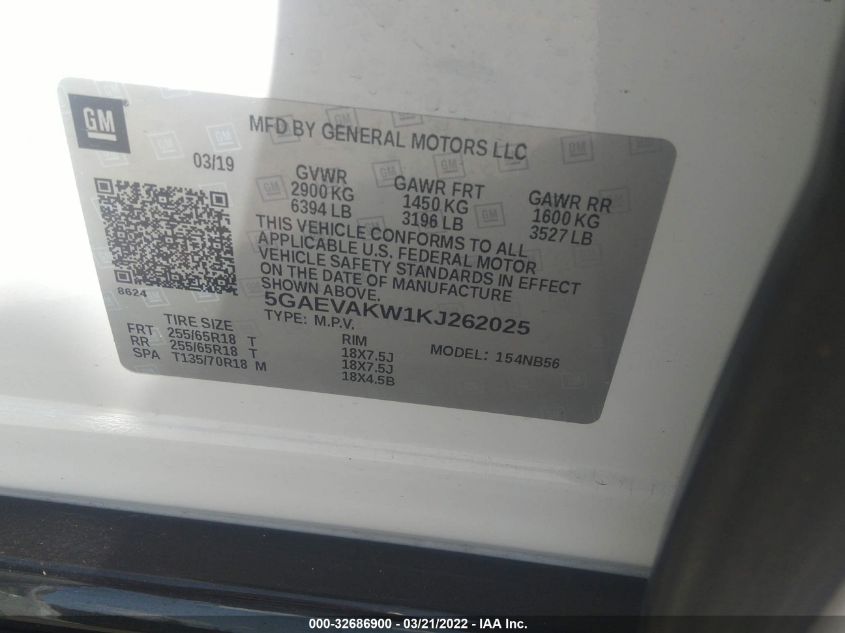 GM
MFD BY GENERAL MOTORS LLC
03/19
GVWR
2900 KG
6394 LB
GAWR FRT
1450 KG
3196 LB
GAWR RR
1600 KG
3527 LB
THIS VEHICLE CONFORMS TO ALL
APPLICABLE U.S. FEDERAL MOTOR
VEHICLE SAFETY STANDARDS IN EFFECT
ON THE DATE OF MANUFACTURE
SHOWN ABOVE.
8624
5GAEVAKW1KJ262025
TYPE: M.P.V.
TIRE SIZE
FRT 255/65R18 T
RR 255/65R18 T
SPA T135/70R18 M
RIM
18X7.5J
18X7.5J
18X4.5B
MODEL: 154NB56
000-32686900 - 03/21/2022 - IAA Inc.